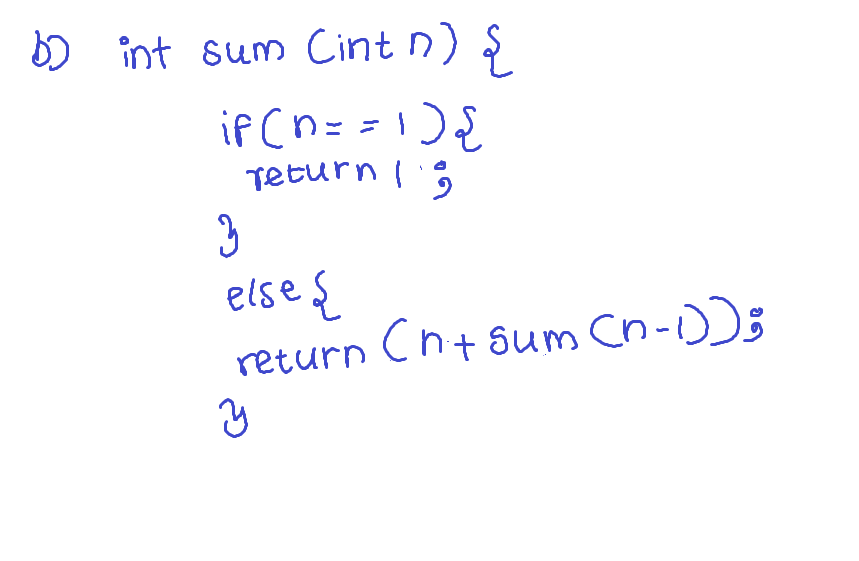 b) int sum (int n) {
if(n= =1){
return 1 ;
}
else {
return (n+ sum (n-1));
}